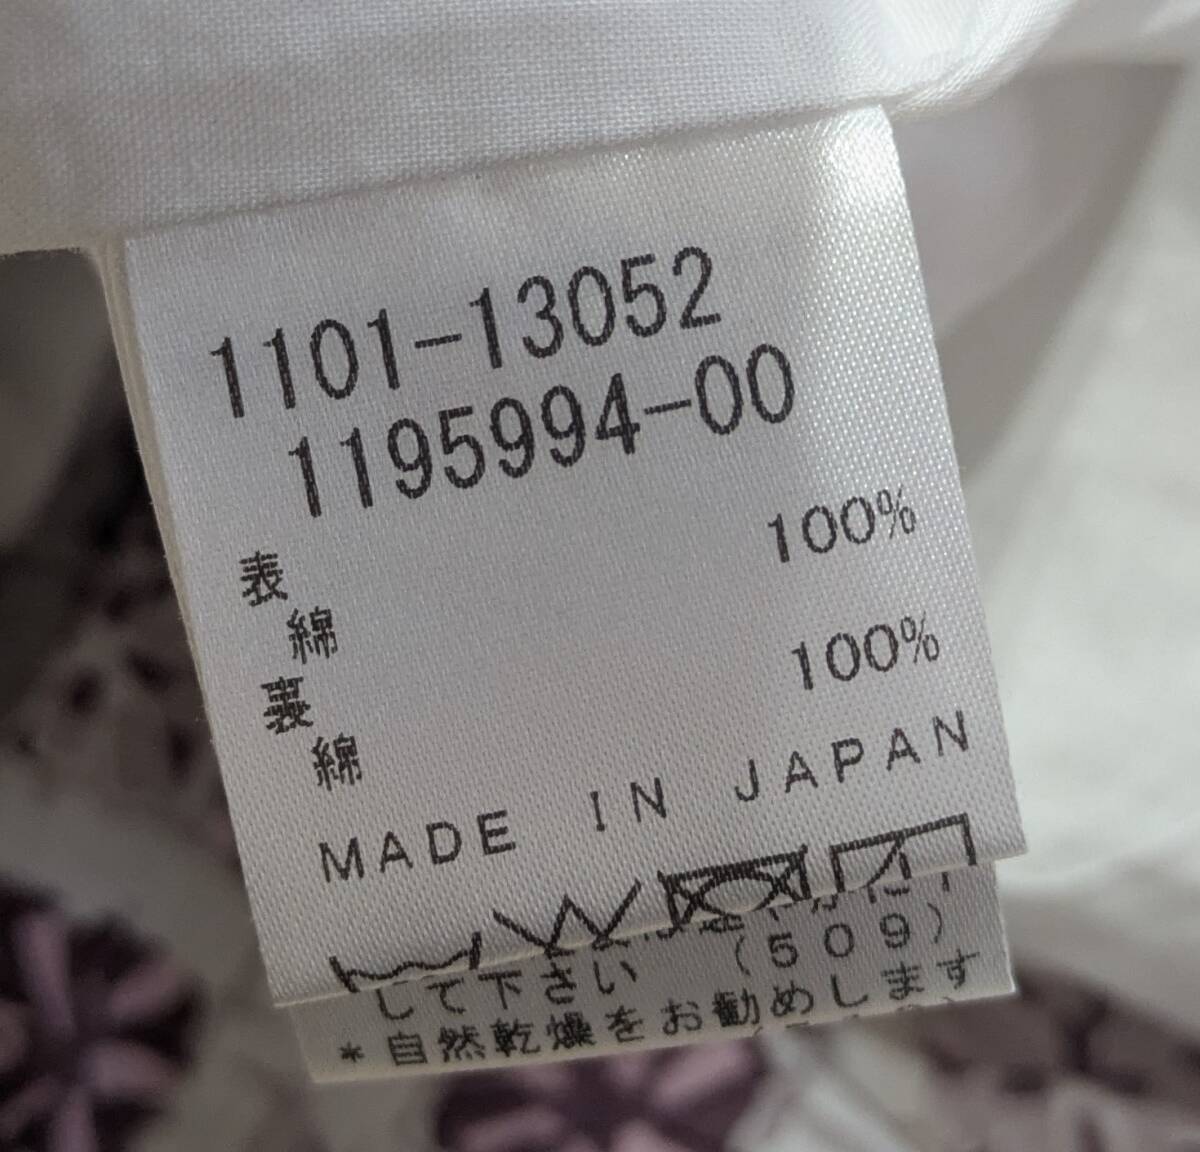 1101-13052
1195994-00
表 100%
綿
裏 100%
綿
MADE IN JAPAN
して下さい (509)
*自然乾燥をお勧めします